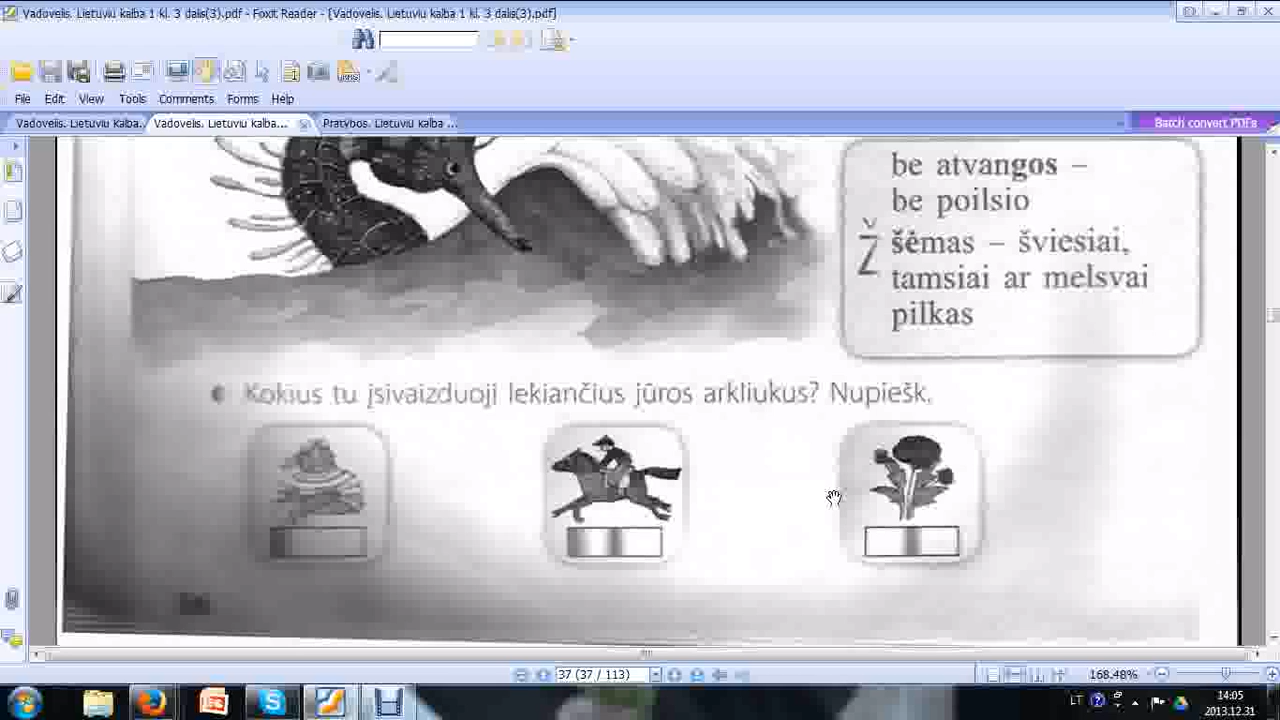 Vadovelis. Lietuviu kalba 1 kl. 3 dalis(3).pdf - Foxit Reader - [Vadovelis. Lietuviu kalba 1 kl. 3 dalis(3).pdf]
File Edit View Tools Comments Forms Help
Vadovelis. Lietuviu kalba. Vadovelis. Lietuviu kalba... Pratybos. Lietuviu kalba ... Batch convert PDFs
be atvangos –
be poilsio
Ž šėmas – šviesiai,
tamsiai ar melsvai
pilkas
Kokius tu įsivaizduoji lekiančius jūros arkliukus? Nupiešk.
37 (37 / 113) 168.48%
LT 14:05
2013.12.31